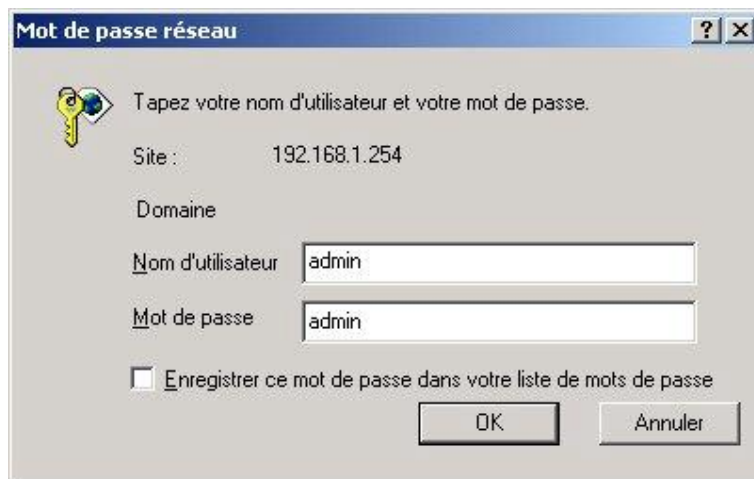 Mot de passe réseau
Tapez votre nom d'utilisateur et votre mot de passe.
Site : 192.168.1.254
Domaine
Nom d'utilisateur admin
Mot de passe admin
Enregistrer ce mot de passe dans votre liste de mots de passe
OK Annuler